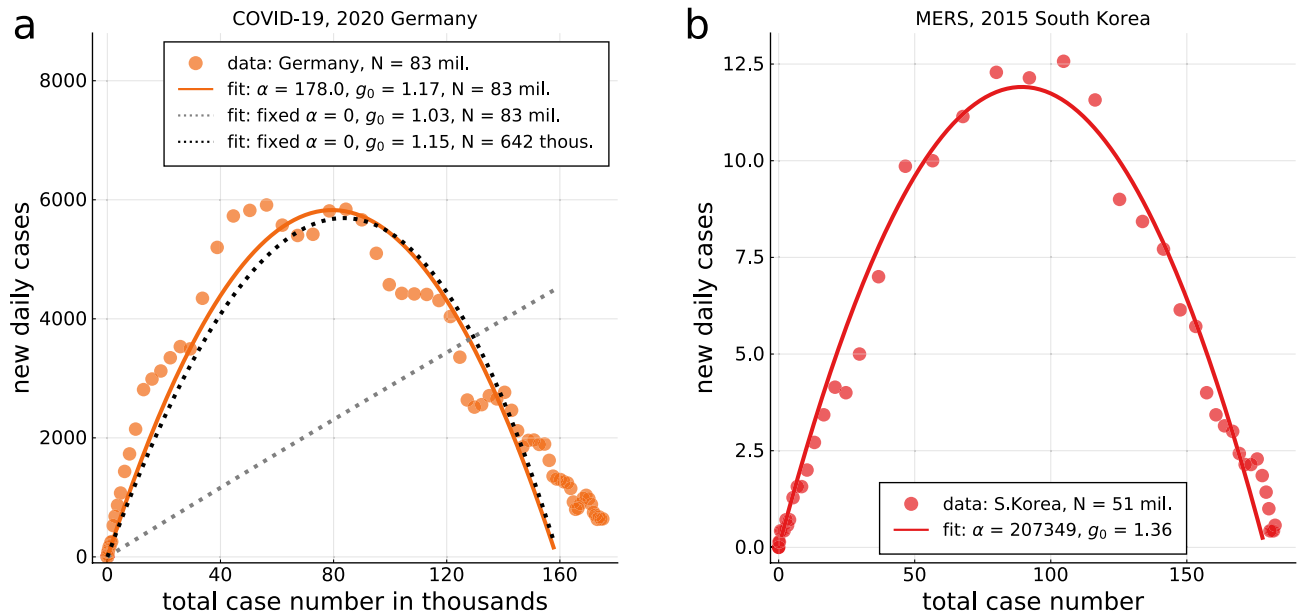 a
COVID-19, 2020 Germany
data: Germany, N = 83 mil.
fit: α = 178.0, g₀ = 1.17, N = 83 mil.
fit: fixed α = 0, g₀ = 1.03, N = 83 mil.
fit: fixed α = 0, g₀ = 1.15, N = 642 thous.
new daily cases
8000
6000
4000
2000
0
0 40 80 120 160
total case number in thousands
b
MERS, 2015 South Korea
new daily cases
12.5
10.0
7.5
5.0
2.5
0.0
data: S.Korea, N = 51 mil.
fit: α = 207349, g₀ = 1.36
0 50 100 150
total case number